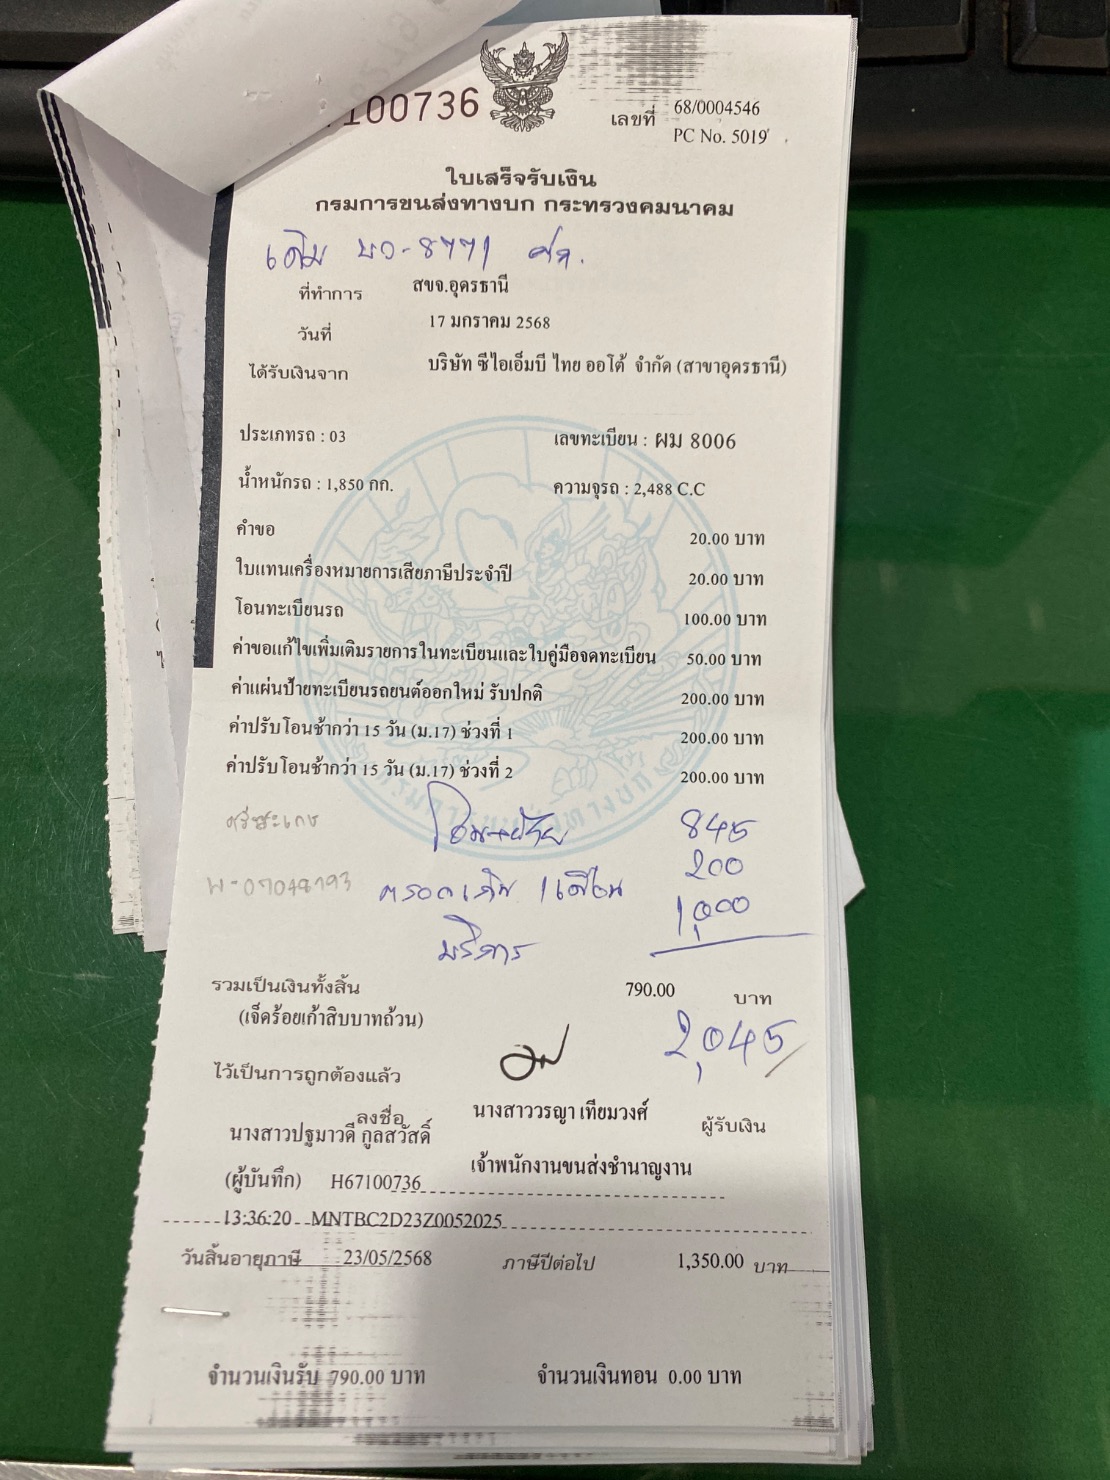 100736
เลขที่ 68/0004546
PC No. 5019
ใบเสร็จรับเงิน
กรมการขนส่งทางบก กระทรวงคมนาคม
เดิม บว-8771 ศก.
ที่ทำการ สขจ.อุดรธานี
วันที่ 17 มกราคม 2568
ได้รับเงินจาก บริษัท ซีไอเอ็มบี ไทย ออโต้ จำกัด (สาขาอุดรธานี)
ประเภทรถ : 03 เลขทะเบียน : ผม 8006
น้ำหนักรถ : 1,850 กก. ความจุรถ : 2,488 C.C
คำขอ 20.00 บาท
ใบแทนเครื่องหมายการเสียภาษีประจำปี 20.00 บาท
โอนทะเบียนรถ 100.00 บาท
ค่าขอแก้ไขเพิ่มเติมรายการในทะเบียนและใบคู่มือจดทะเบียน 50.00 บาท
ค่าแผ่นป้ายทะเบียนรถยนต์ออกใหม่ รับปกติ 200.00 บาท
ค่าปรับโอนช้ากว่า 15 วัน (ม.17) ช่วงที่ 1 200.00 บาท
ค่าปรับโอนช้ากว่า 15 วัน (ม.17) ช่วงที่ 2 200.00 บาท
ศรีสะเกษ โอน+ย้าย 845
200
1,000
บริการ
รวมเป็นเงินทั้งสิ้น 790.00 บาท
(เจ็ดร้อยเก้าสิบบาทถ้วน)
2,045
ไว้เป็นการถูกต้องแล้ว
ลงชื่อ นางสาววรญา เทียมวงศ์ ผู้รับเงิน
นางสาวปฐมาวดี กูลสวัสดิ์
เจ้าพนักงานขนส่งชำนาญงาน
(ผู้บันทึก) H67100736
13:36:20 MNTBC2D23Z0052025
วันสิ้นอายุภาษี 23/05/2568 ภาษีปีต่อไป 1,350.00 บาท
จำนวนเงินรับ 790.00 บาท จำนวนเงินทอน 0.00 บาท